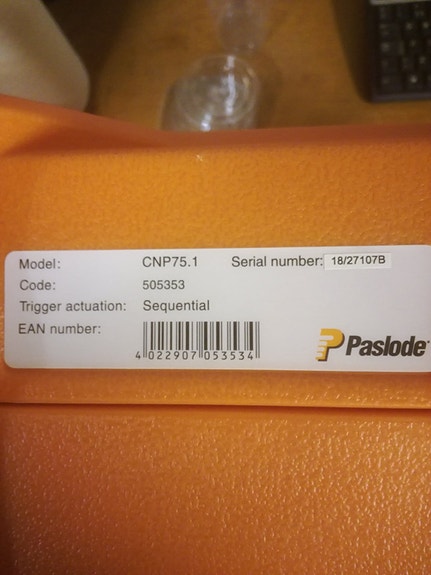 Model: CNP75.1 Serial number: 18/27107B
Code: 505353
Trigger actuation: Sequential
EAN number:
4 022907 053534
Paslode